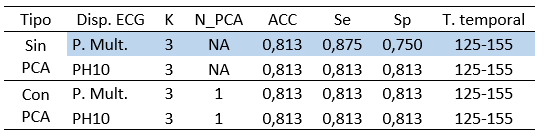 Tipo Disp. ECG K N_PCA ACC Se Sp T. temporal
Sin P. Mult. 3 NA 0,813 0,875 0,750 125-155
PCA PH10 3 NA 0,813 0,813 0,813 125-155
Con P. Mult. 3 1 0,813 0,813 0,813 125-155
PCA PH10 3 1 0,813 0,813 0,813 125-155